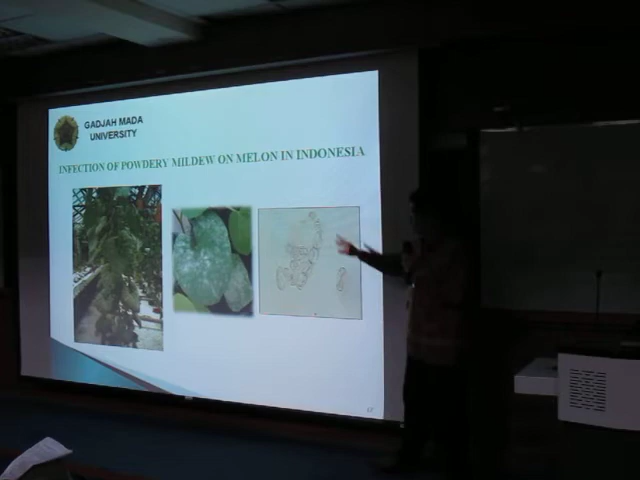 GADJAH MADA
UNIVERSITY
INFECTION OF POWDERY MILDEW ON MELON IN INDONESIA